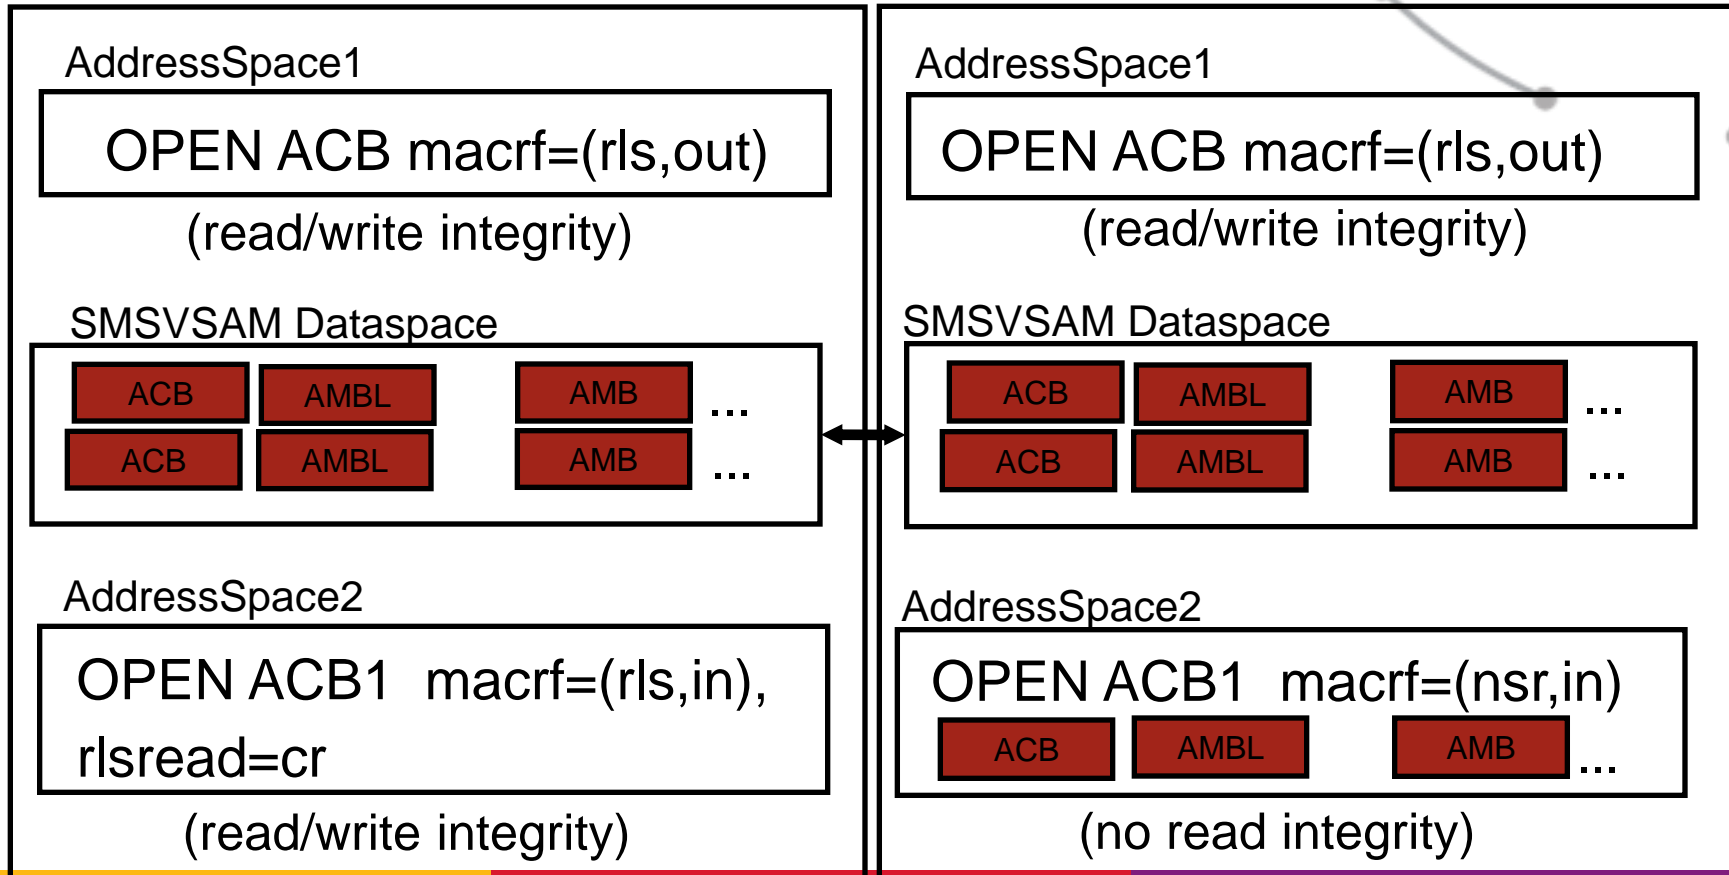 AddressSpace1
OPEN ACB macrf=(rls,out)
(read/write integrity)
SMSVSAM Dataspace
ACB AMBL AMB ...
ACB AMBL AMB ...
AddressSpace2
OPEN ACB1 macrf=(rls,in),
rlsread=cr
(read/write integrity)
AddressSpace1
OPEN ACB macrf=(rls,out)
(read/write integrity)
SMSVSAM Dataspace
ACB AMBL AMB ...
ACB AMBL AMB ...
AddressSpace2
OPEN ACB1 macrf=(nsr,in)
ACB AMBL AMB ...
(no read integrity)